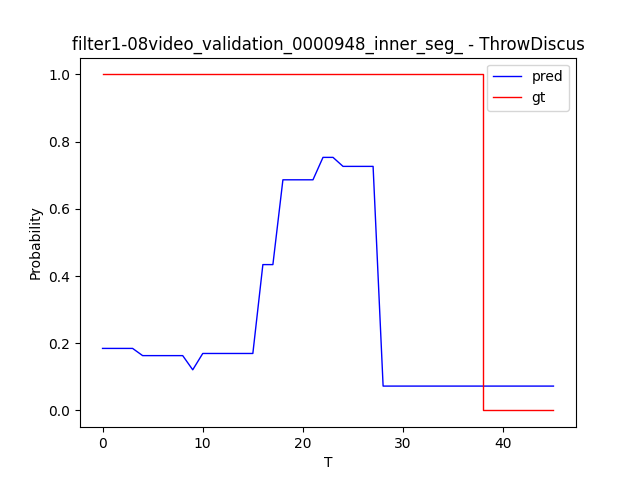 filter1-08video_validation_0000948_inner_seg_ - ThrowDiscus
pred
gt
1.0
0.8
0.6
0.4
0.2
0.0
Probability
0
10
20
30
40
T